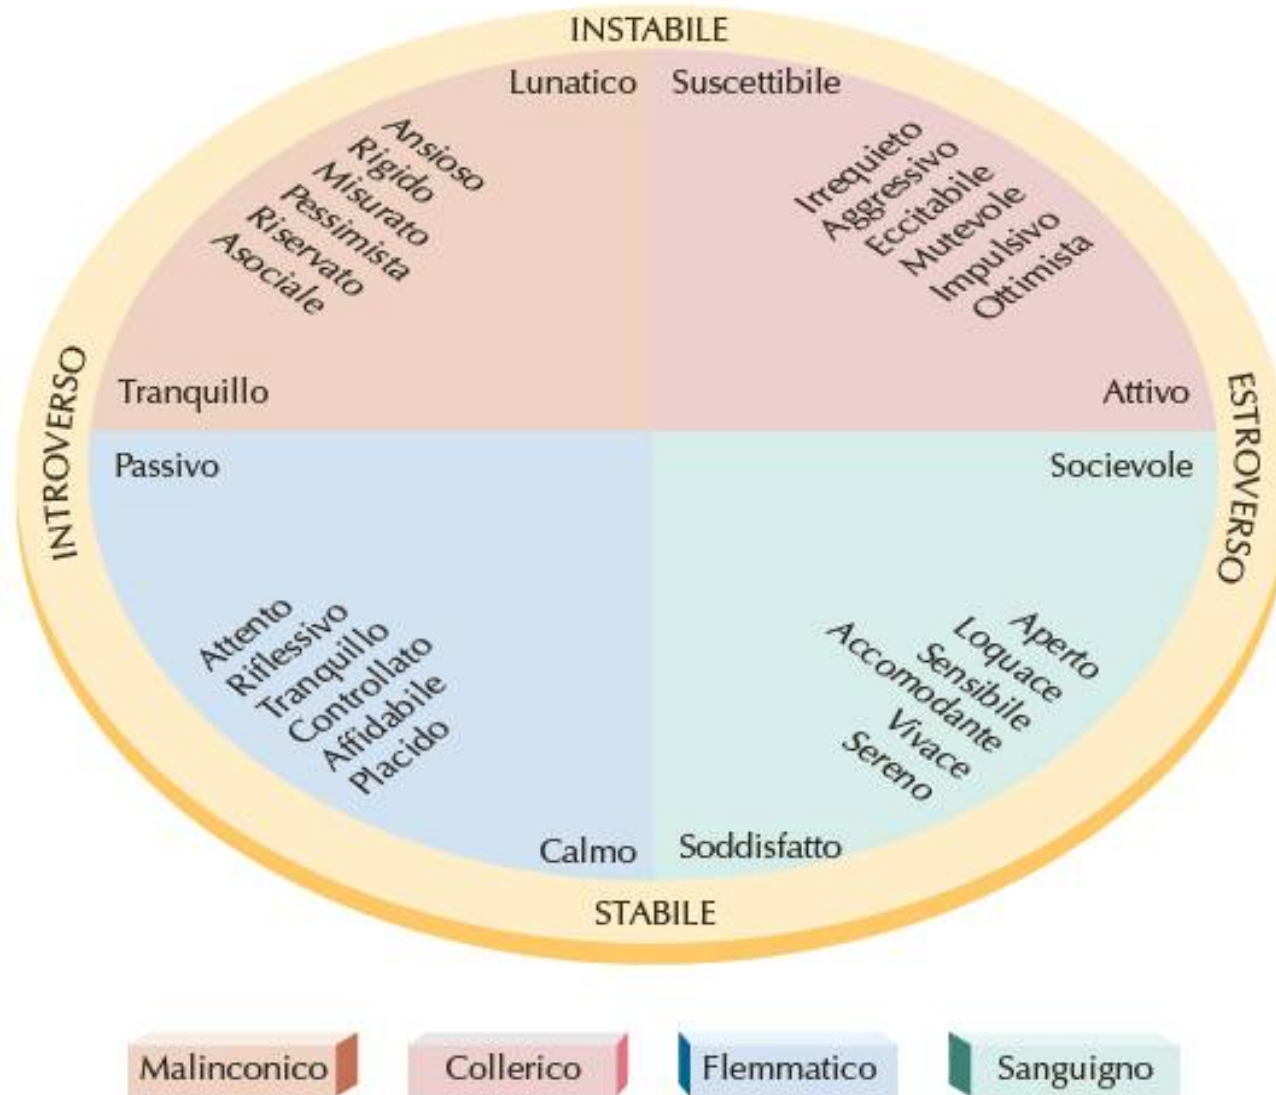 INSTABILE
Lunatico
Suscettibile
Ansioso
Rigido
Misurato
Pessimista
Riservato
Asociale
Irrequieto
Aggressivo
Eccitabile
Mutevole
Impulsivo
Ottimista
Tranquillo
Attivo
INTROVERSO
ESTROVERSO
Passivo
Socievole
Attento
Riflessivo
Tranquillo
Controllato
Affidabile
Placido
Aperto
Loquace
Sensibile
Accomodante
Vivace
Sereno
Calmo
Soddisfatto
STABILE
Malinconico
Collerico
Flemmatico
Sanguigno